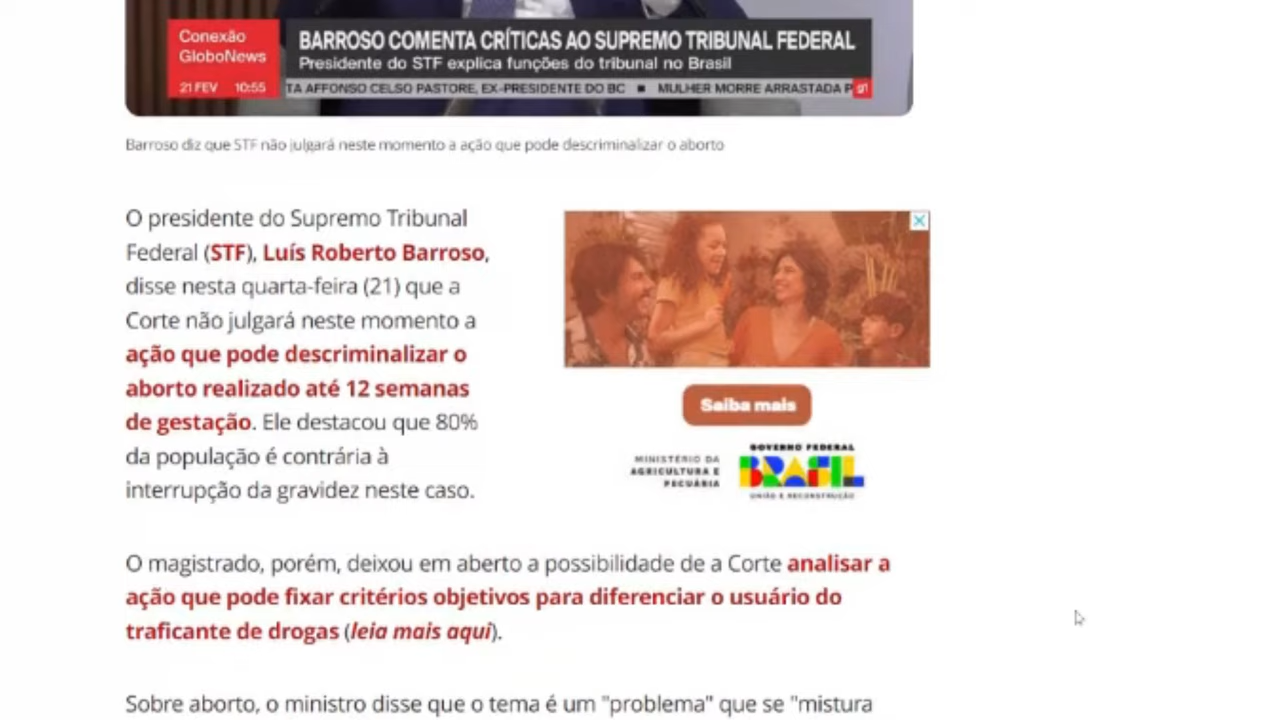 Conexão
GloboNews
21 FEV 10:55
BARROSO COMENTA CRÍTICAS AO SUPREMO TRIBUNAL FEDERAL
Presidente do STF explica funções do tribunal no Brasil
TA AFFONSO CELSO PASTORE, EX-PRESIDENTE DO BC ■ MULHER MORRE ARRASTADA P
g1
Barroso diz que STF não julgará neste momento a ação que pode descriminalizar o aborto
O presidente do Supremo Tribunal
Federal (STF), Luís Roberto Barroso,
disse nesta quarta-feira (21) que a
Corte não julgará neste momento a
ação que pode descriminalizar o
aborto realizado até 12 semanas
de gestação. Ele destacou que 80%
da população é contrária à
interrupção da gravidez neste caso.
Saiba mais
MINISTÉRIO DA
AGRICULTURA E
PECUÁRIA
GOVERNO FEDERAL
BRASIL
UNIÃO E RECONSTRUÇÃO
O magistrado, porém, deixou em aberto a possibilidade de a Corte analisar a
ação que pode fixar critérios objetivos para diferenciar o usuário do
traficante de drogas (leia mais aqui).
Sobre aborto, o ministro disse que o tema é um "problema" que se "mistura